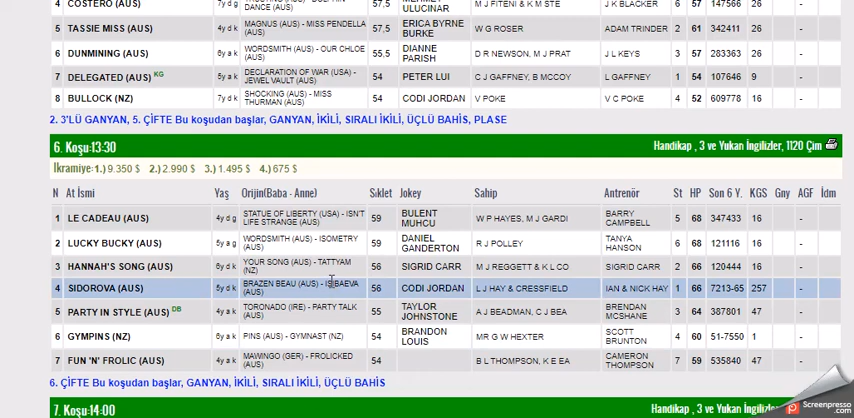 4 COSTERO (AUS) 7y d g DANCE (AUS) 57,5 ULUCINAR M J FITENI & K M STE J K BLACKER 6 57 147566 26 -
5 TASSIE MISS (AUS) 4y d k MAGNUS (AUS) - MISS PENDELLA (AUS) 57,5 ERICA BYRNE BURKE W G ROSER ADAM TRINDER 2 61 342411 26 -
6 DUNMINING (AUS) 6y d k WORDSMITH (AUS) - OUR CHLOE (AUS) 55,5 DIANNE PARISH D R NEWSON, M J PRAT J L KEYS 3 57 283363 26 -
7 DELEGATED (AUS) KG 5y a k DECLARATION OF WAR (USA) - JEWEL VAULT (AUS) 54 PETER LUI C J GAFFNEY, B MCCOY L GAFFNEY 1 54 107646 9 -
8 BULLOCK (NZ) SHOCKING (AUS) - MISS THURMAN (AUS) 54 CODI JORDAN V POKE V C POKE 4 52 609778 16 -
2. 3'LÜ GANYAN, 5. ÇİFTE Bu koşudan başlar, GANYAN, İKİLİ, SIRALI İKİLİ, ÜÇLÜ BAHİS, PLASE
6. Koşu:13:30 Handikap , 3 ve Yukarı İngilizler, 1120 Çim
İkramiye:1.) 9.350 $ 2.) 2.990 $ 3.) 1.495 $ 4.) 675 $
N At İsmi Yaş Orijin(Baba - Anne) Sıklet Jokey Sahip Antrenör St HP Son 6 Y. KGS Gny AGF İdm
1 LE CADEAU (AUS) 4y d g STATUE OF LIBERTY (USA) - ISN'T LIFE STRANGE (AUS) 59 BULENT MUHCU W P HAYES, M J GARDI BARRY CAMPBELL 5 68 347433 16 -
2 LUCKY BUCKY (AUS) 5y a g WORDSMITH (AUS) - ISOMETRY (AUS) 59 DANIEL GANDERTON R J POLLEY TANYA HANSON 6 68 121116 16 -
3 HANNAH'S SONG (AUS) 6y d k YOUR SONG (AUS) - TATTYAM (NZ) 56 SIGRID CARR M J REGGETT & K L CO SIGRID CARR 2 66 120444 16 -
4 SIDOROVA (AUS) 5y d k BRAZEN BEAU (AUS) - ISIBAEVA (AUS) 56 CODI JORDAN L J HAY & CRESSFIELD IAN & NICK HAY 1 66 7213-65 257 -
5 PARTY IN STYLE (AUS) DB 4y a k TORONADO (IRE) - PARTY TALK (AUS) 55 TAYLOR JOHNSTONE A J BEADMAN, C J BEA BRENDAN MCSHANE 3 64 387801 47 -
6 GYMPINS (NZ) 6y a k PINS (AUS) - GYMNAST (NZ) 54 BRANDON LOUIS MR G W HEXTER SCOTT BRUNTON 4 60 51-7550 1 -
7 FUN 'N' FROLIC (AUS) 4y a k MAWINGO (GER) - FROLICKED (AUS) 54 B L THOMPSON, K E EA CAMERON THOMPSON 7 59 535840 47 -
6. ÇİFTE Bu koşudan başlar, GANYAN, İKİLİ, SIRALI İKİLİ, ÜÇLÜ BAHİS
7. Koşu:14:00 Handikap , 3 ve Yukarı İngilizler,
Screenpresso.com